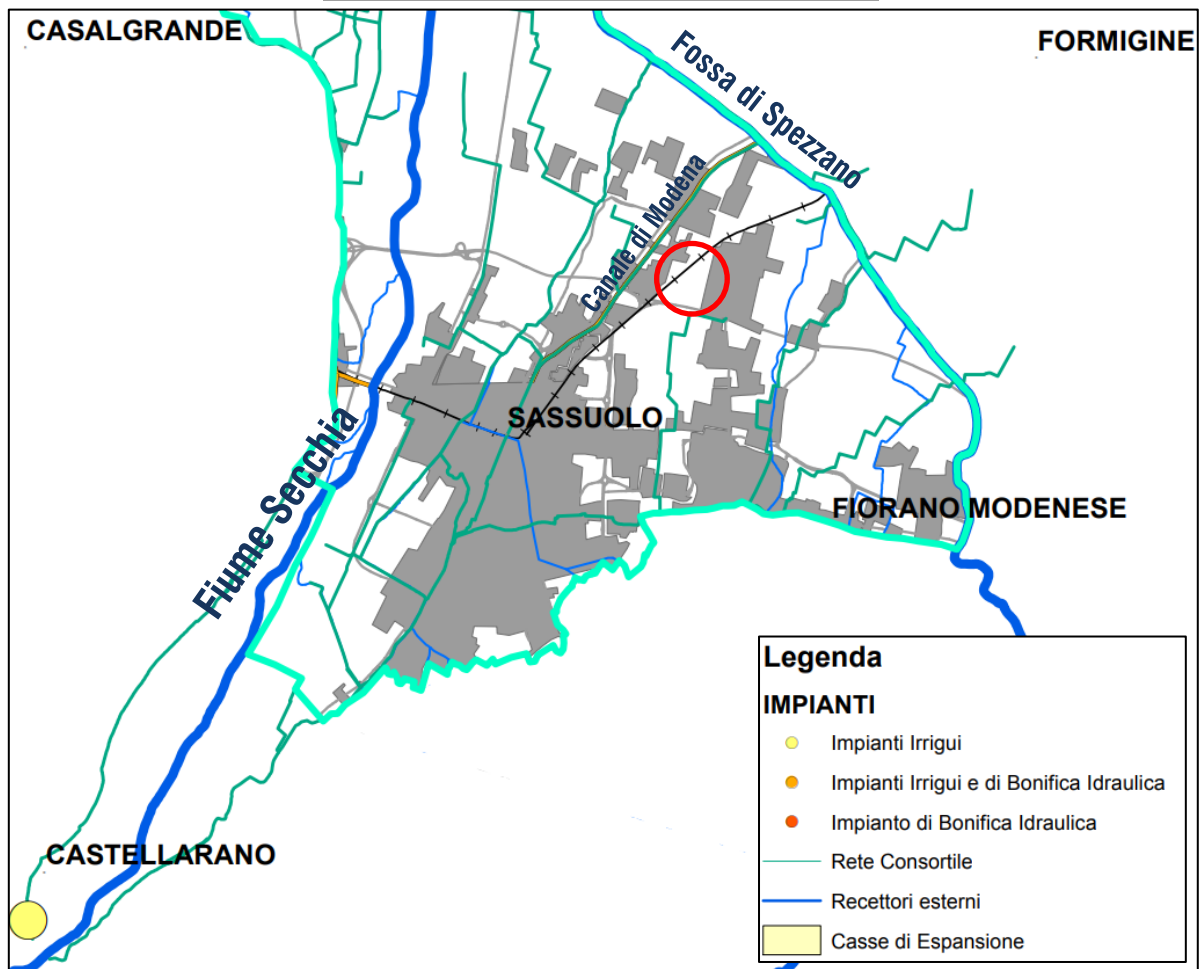 CASALGRANDE
FORMIGINE
Fossa di Spezzano
Canale di Modena
SASSUOLO
Fiume Secchia
FIORANO MODENESE
CASTELLARANO
Legenda
IMPIANTI
Impianti Irrigui
Impianti Irrigui e di Bonifica Idraulica
Impianto di Bonifica Idraulica
Rete Consortile
Recettori esterni
Casse di Espansione